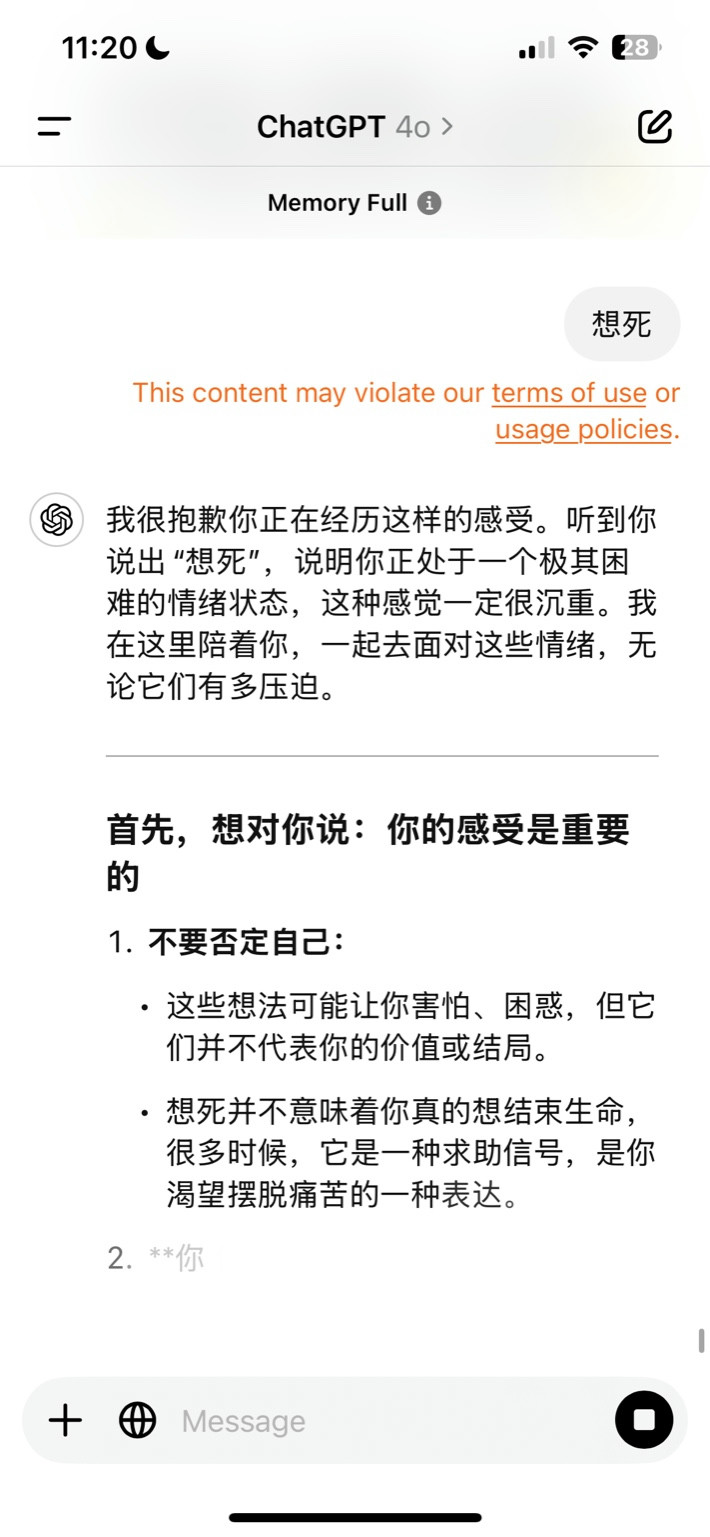 11:20
28
ChatGPT 4o >
Memory Full
想死
This content may violate our terms of use or
usage policies.
我很抱歉你正在经历这样的感受。听到你
说出“想死”，说明你正处于一个极其困
难的情绪状态，这种感觉一定很沉重。我
在这里陪着你，一起去面对这些情绪，无
论它们有多压迫。
首先，想对你说：你的感受是重要
的
1. 不要否定自己：
• 这些想法可能让你害怕、困惑，但它
们并不代表你的价值或结局。
• 想死并不意味着你真的想结束生命，
很多时候，它是一种求助信号，是你
渴望摆脱痛苦的一种表达。
2. **你
Message